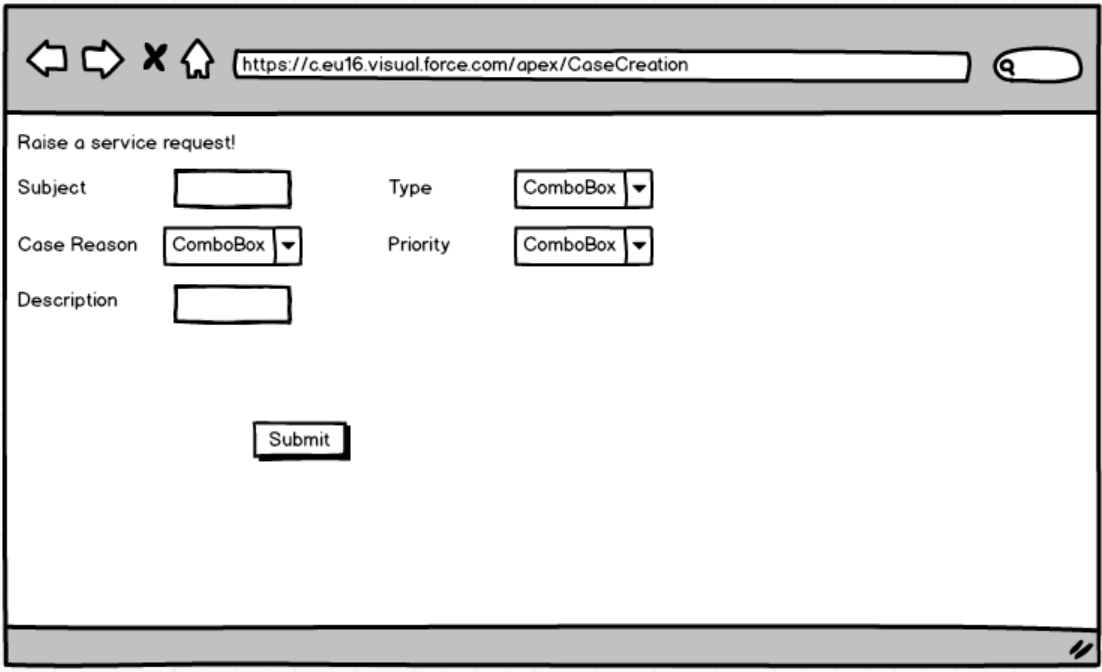 https://c.eu16.visual.force.com/apex/CaseCreation
Raise a service request!
Subject Type ComboBox
Case Reason ComboBox Priority ComboBox
Description
Submit